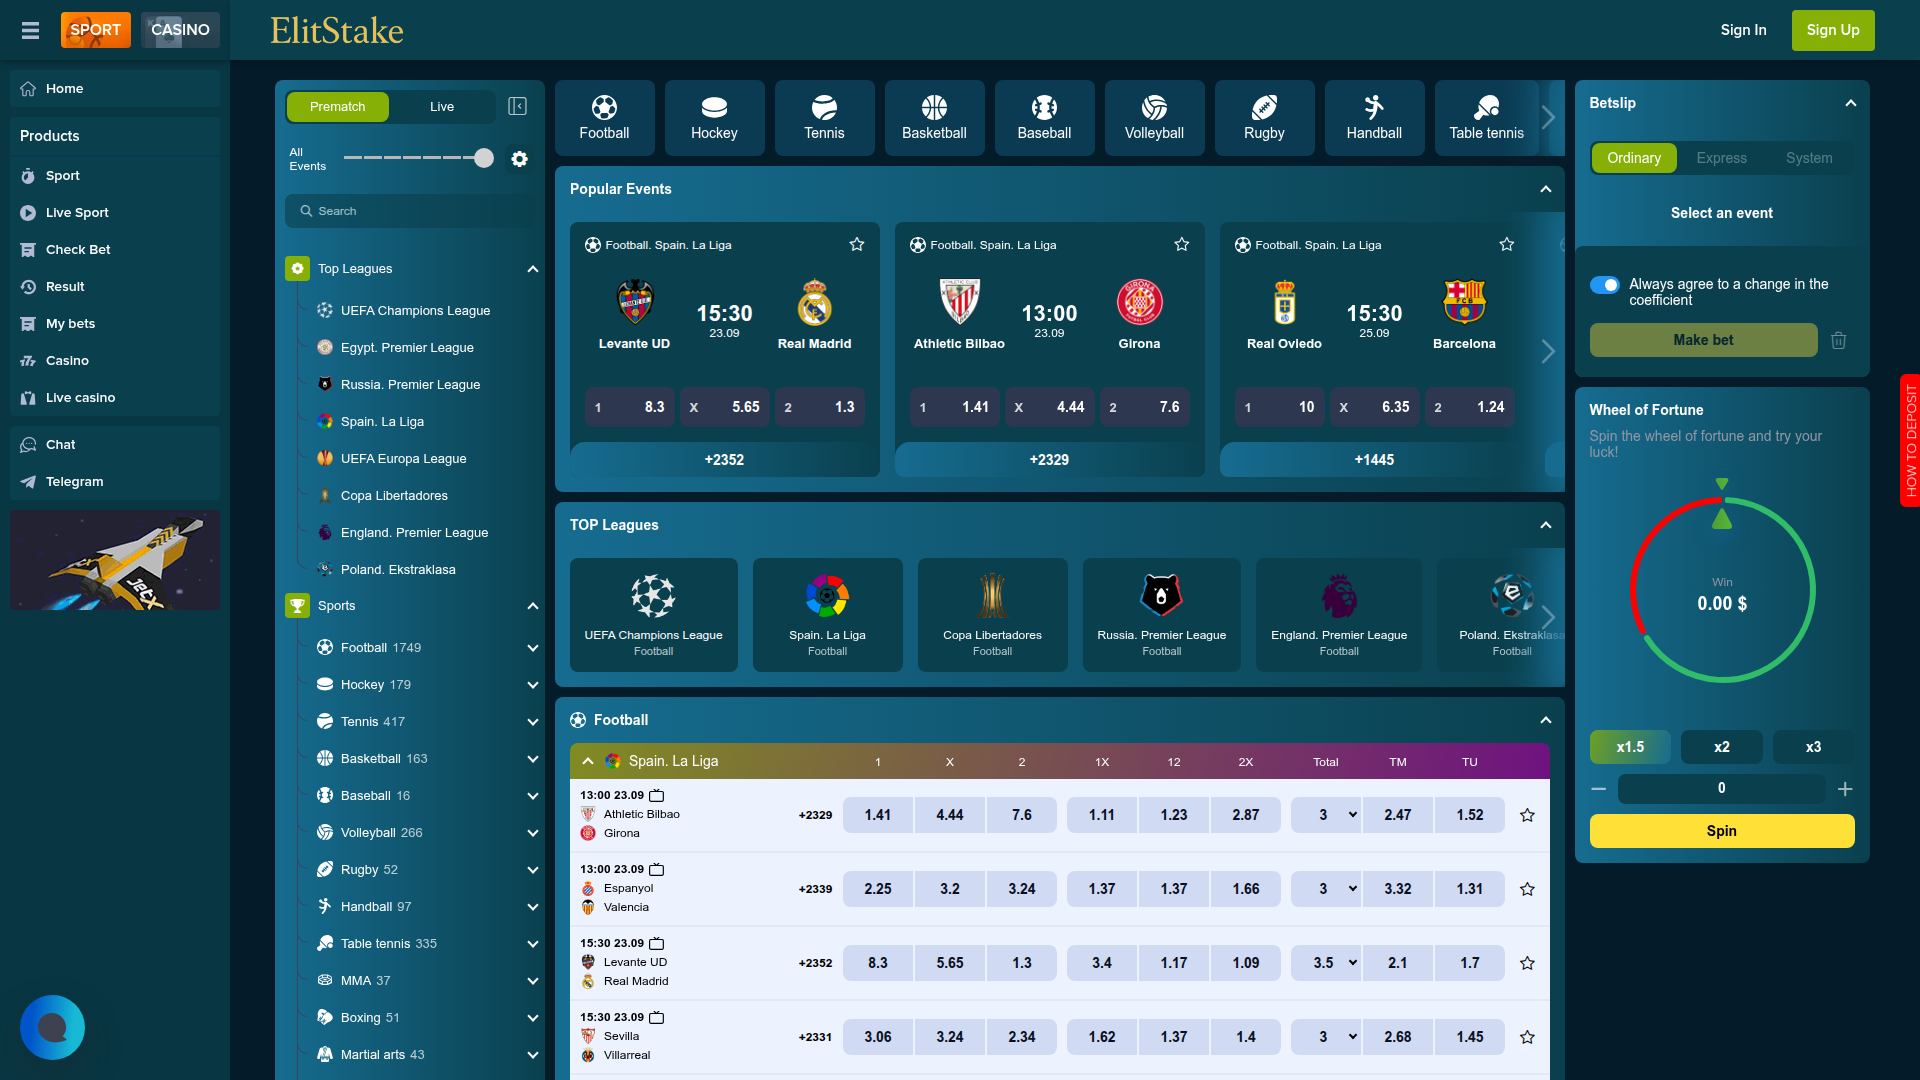 SPORT
CASINO
ElitStake
Sign In
Sign Up
Home
Products
Sport
Live Sport
Check Bet
Result
My bets
Casino
Live casino
Chat
Telegram
JetX
Prematch
Live
All
Events
Search
Top Leagues
UEFA Champions League
Egypt. Premier League
Russia. Premier League
Spain. La Liga
UEFA Europa League
Copa Libertadores
England. Premier League
Poland. Ekstraklasa
Sports
Football 1749
Hockey 179
Tennis 417
Basketball 163
Baseball 16
Volleyball 266
Rugby 52
Handball 97
Table tennis 335
MMA 37
Boxing 51
Martial arts 43
Football
Hockey
Tennis
Basketball
Baseball
Volleyball
Rugby
Handball
Table tennis
Popular Events
Football. Spain. La Liga
15:30
23.09
Levante UD
Real Madrid
1 8.3
X 5.65
2 1.3
+2352
Football. Spain. La Liga
13:00
23.09
Athletic Bilbao
Girona
1 1.41
X 4.44
2 7.6
+2329
Football. Spain. La Liga
15:30
25.09
Real Oviedo
Barcelona
1 10
X 6.35
2 1.24
+1445
TOP Leagues
UEFA Champions League
Football
Spain. La Liga
Football
Copa Libertadores
Football
Russia. Premier League
Football
England. Premier League
Football
Poland. Ekstraklasa
Football
Football
Spain. La Liga 1 X 2 1X 12 2X Total TM TU
13:00 23.09
Athletic Bilbao
Girona
+2329 1.41 4.44 7.6 1.11 1.23 2.87 3 2.47 1.52
13:00 23.09
Espanyol
Valencia
+2339 2.25 3.2 3.24 1.37 1.37 1.66 3 3.32 1.31
15:30 23.09
Levante UD
Real Madrid
+2352 8.3 5.65 1.3 3.4 1.17 1.09 3.5 2.1 1.7
15:30 23.09
Sevilla
Villarreal
+2331 3.06 3.24 2.34 1.62 1.37 1.4 3 2.68 1.45
Betslip
Ordinary
Express
System
Select an event
Always agree to a change in the
coefficient
Make bet
Wheel of Fortune
Spin the wheel of fortune and try your
luck!
Win
0.00 $
x1.5
x2
x3
0
Spin
HOW TO DEPOSIT